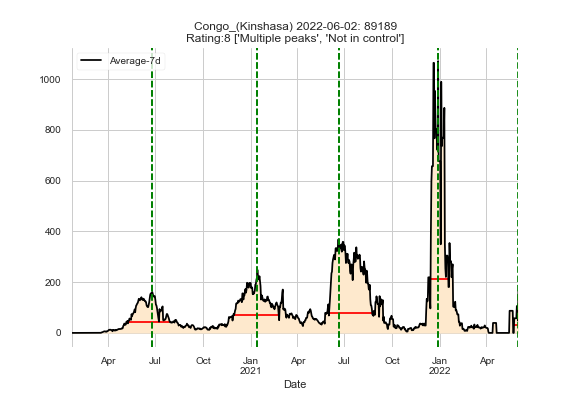 Congo_(Kinshasa) 2022-06-02: 89189
Rating:8 ['Multiple peaks', 'Not in control']
Average-7d
1000
800
600
400
200
0
Apr Jul Oct Jan Apr Jul Oct Jan Apr
2021 2022
Date